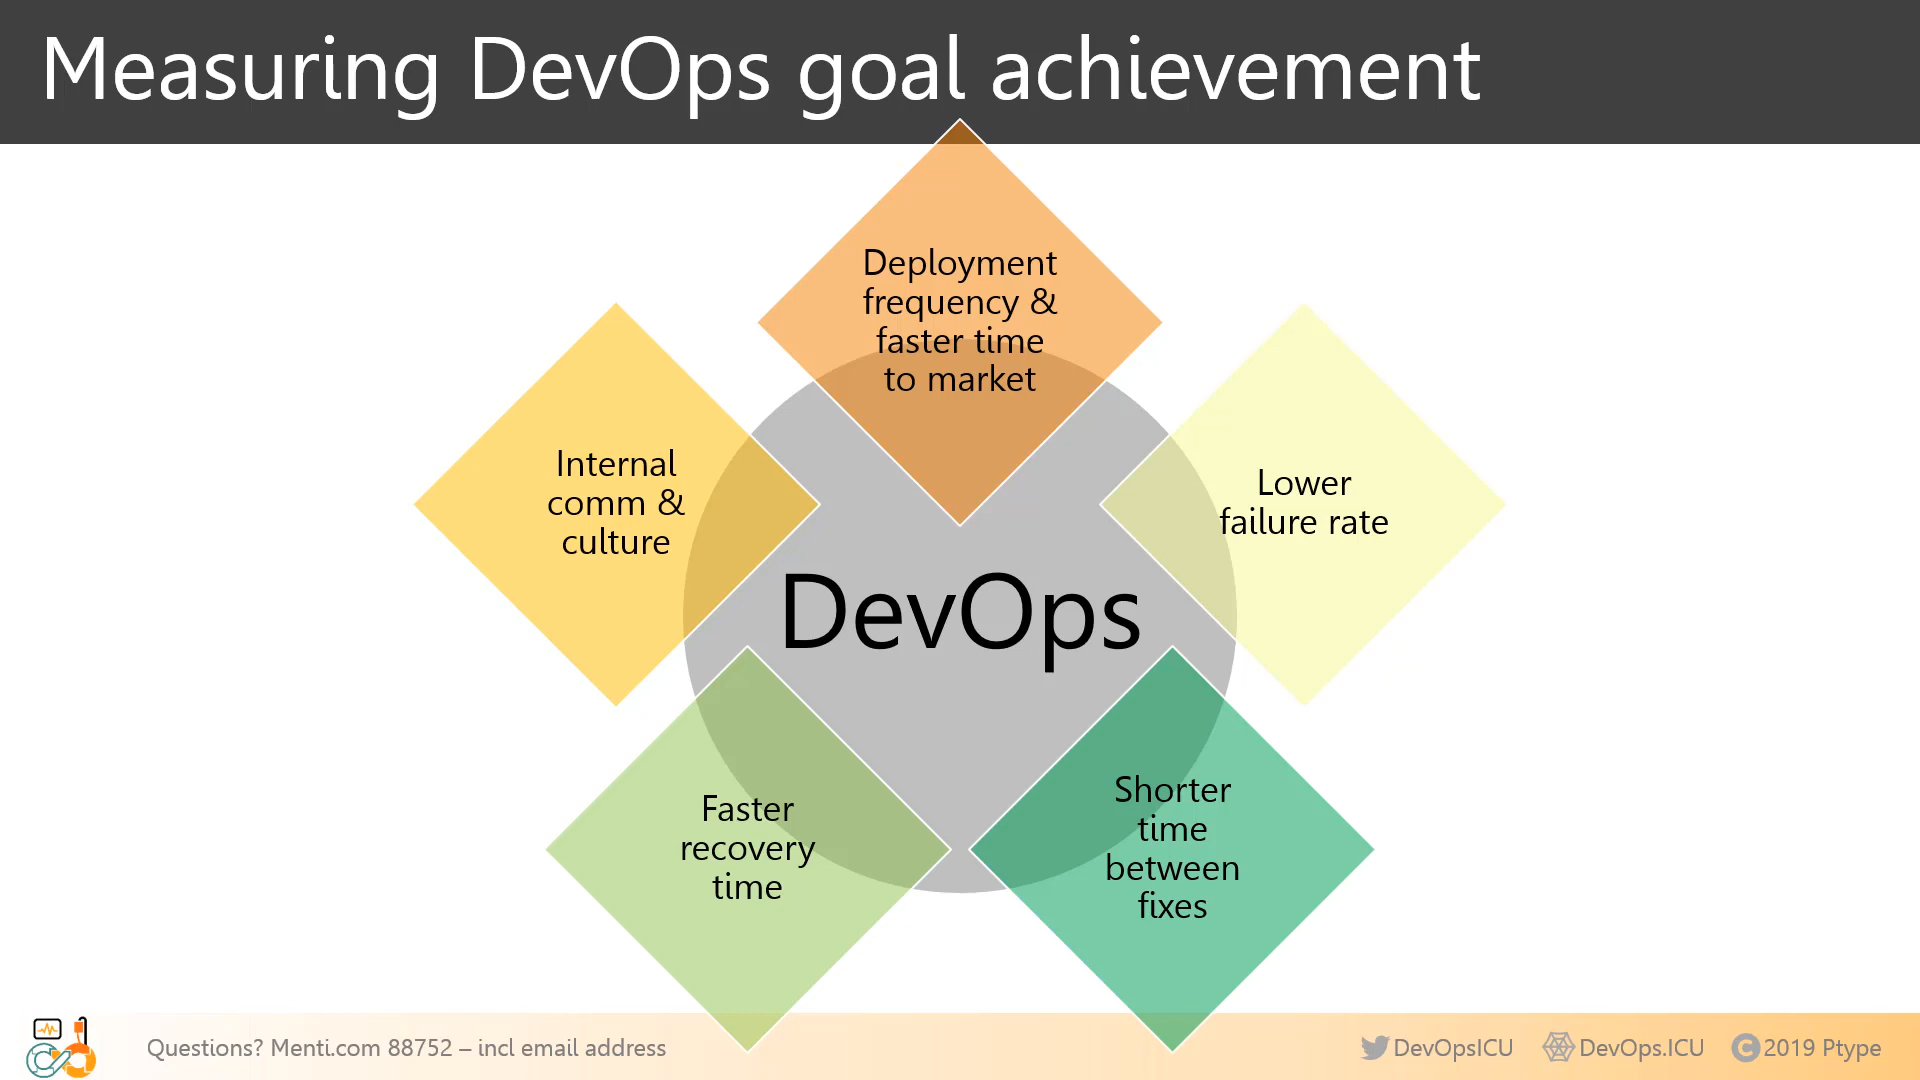 Measuring DevOps goal achievement
Deployment
frequency &
faster time
to market
Internal
comm &
culture
Lower
failure rate
DevOps
Faster
recovery
time
Shorter
time
between
fixes
Questions? Menti.com 88752 – incl email address
DevOpsICU
DevOps.ICU
© 2019 Ptype